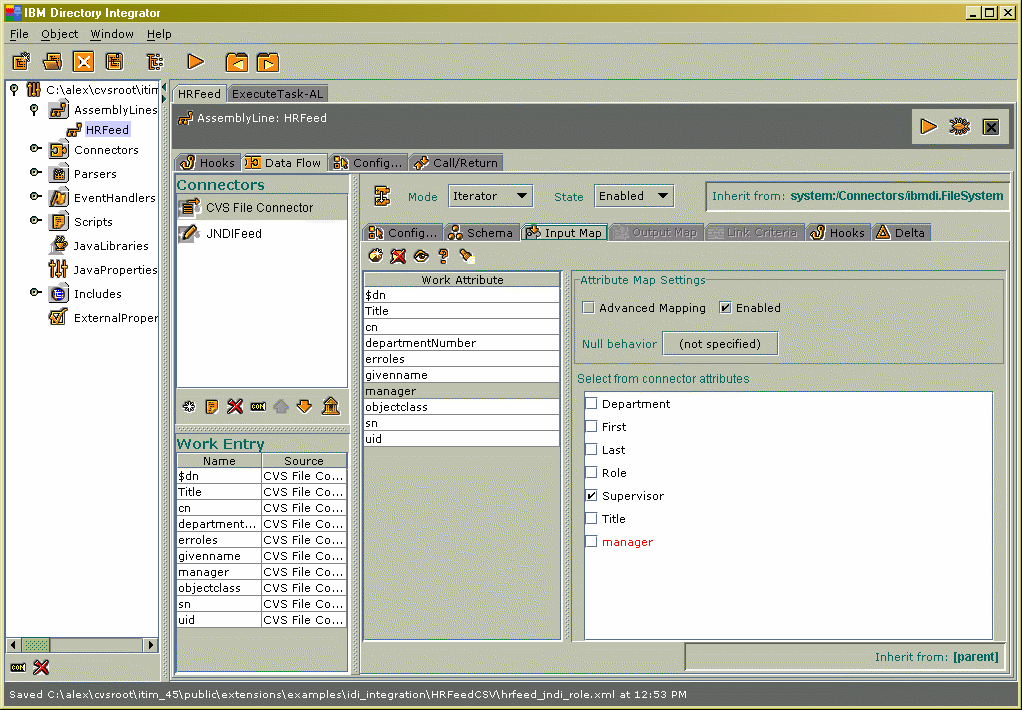 IBM Directory Integrator
File Object Window Help
C:\alex\cvsroot\itim
AssemblyLines
HRFeed
Connectors
Parsers
EventHandlers
Scripts
JavaLibraries
JavaProperties
Includes
ExternalProper
HRFeed ExecuteTask-AL
AssemblyLine: HRFeed
Hooks Data Flow Config... Call/Return
Connectors
CVS File Connector
JNDIFeed
Work Entry
Name Source
$dn CVS File Co...
Title CVS File Co...
cn CVS File Co...
department... CVS File Co...
erroles CVS File Co...
givenname CVS File Co...
manager CVS File Co...
objectclass CVS File Co...
sn CVS File Co...
uid CVS File Co...
Mode Iterator State Enabled Inherit from: system:/Connectors/ibmdi.FileSystem
Config... Schema Input Map Output Map Link Criteria Hooks Delta
Work Attribute
$dn
Title
cn
departmentNumber
erroles
givenname
manager
objectclass
sn
uid
Attribute Map Settings
Advanced Mapping Enabled
Null behavior (not specified)
Select from connector attributes
Department
First
Last
Role
Supervisor
Title
manager
Inherit from: [parent]
Saved C:\alex\cvsroot\itim_45\public\extensions\examples\idi_integration\HRFeedCSV\hrfeed_jndi_role.xml at 12:53 PM